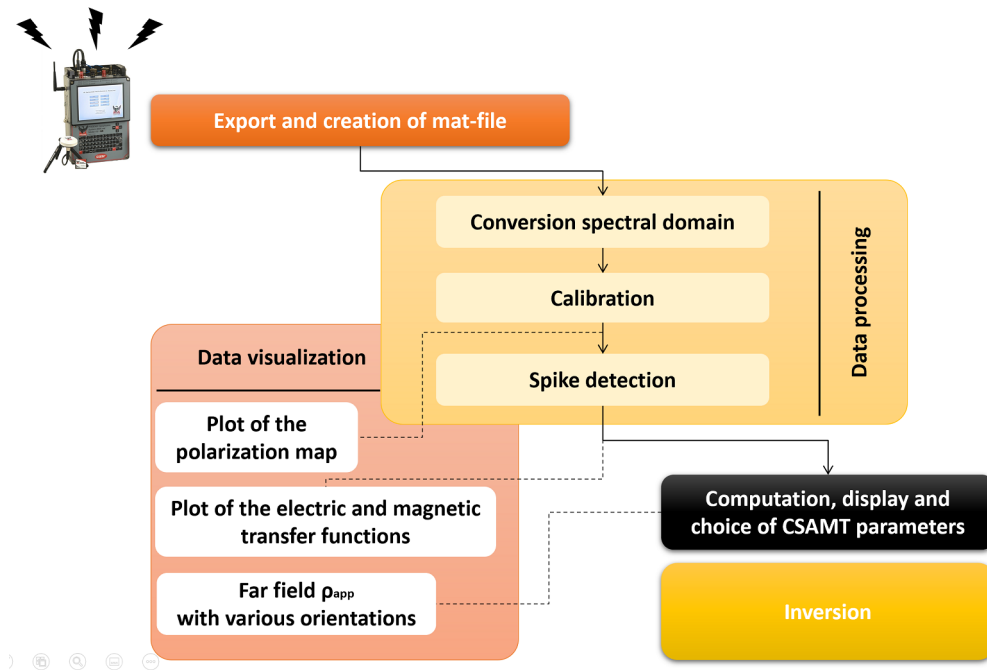 Export and creation of mat-file
Conversion spectral domain
Calibration
Spike detection
Data processing
Data visualization
Plot of the
polarization map
Plot of the electric and magnetic
transfer functions
Far field ρapp
with various orientations
Computation, display and
choice of CSAMT parameters
Inversion